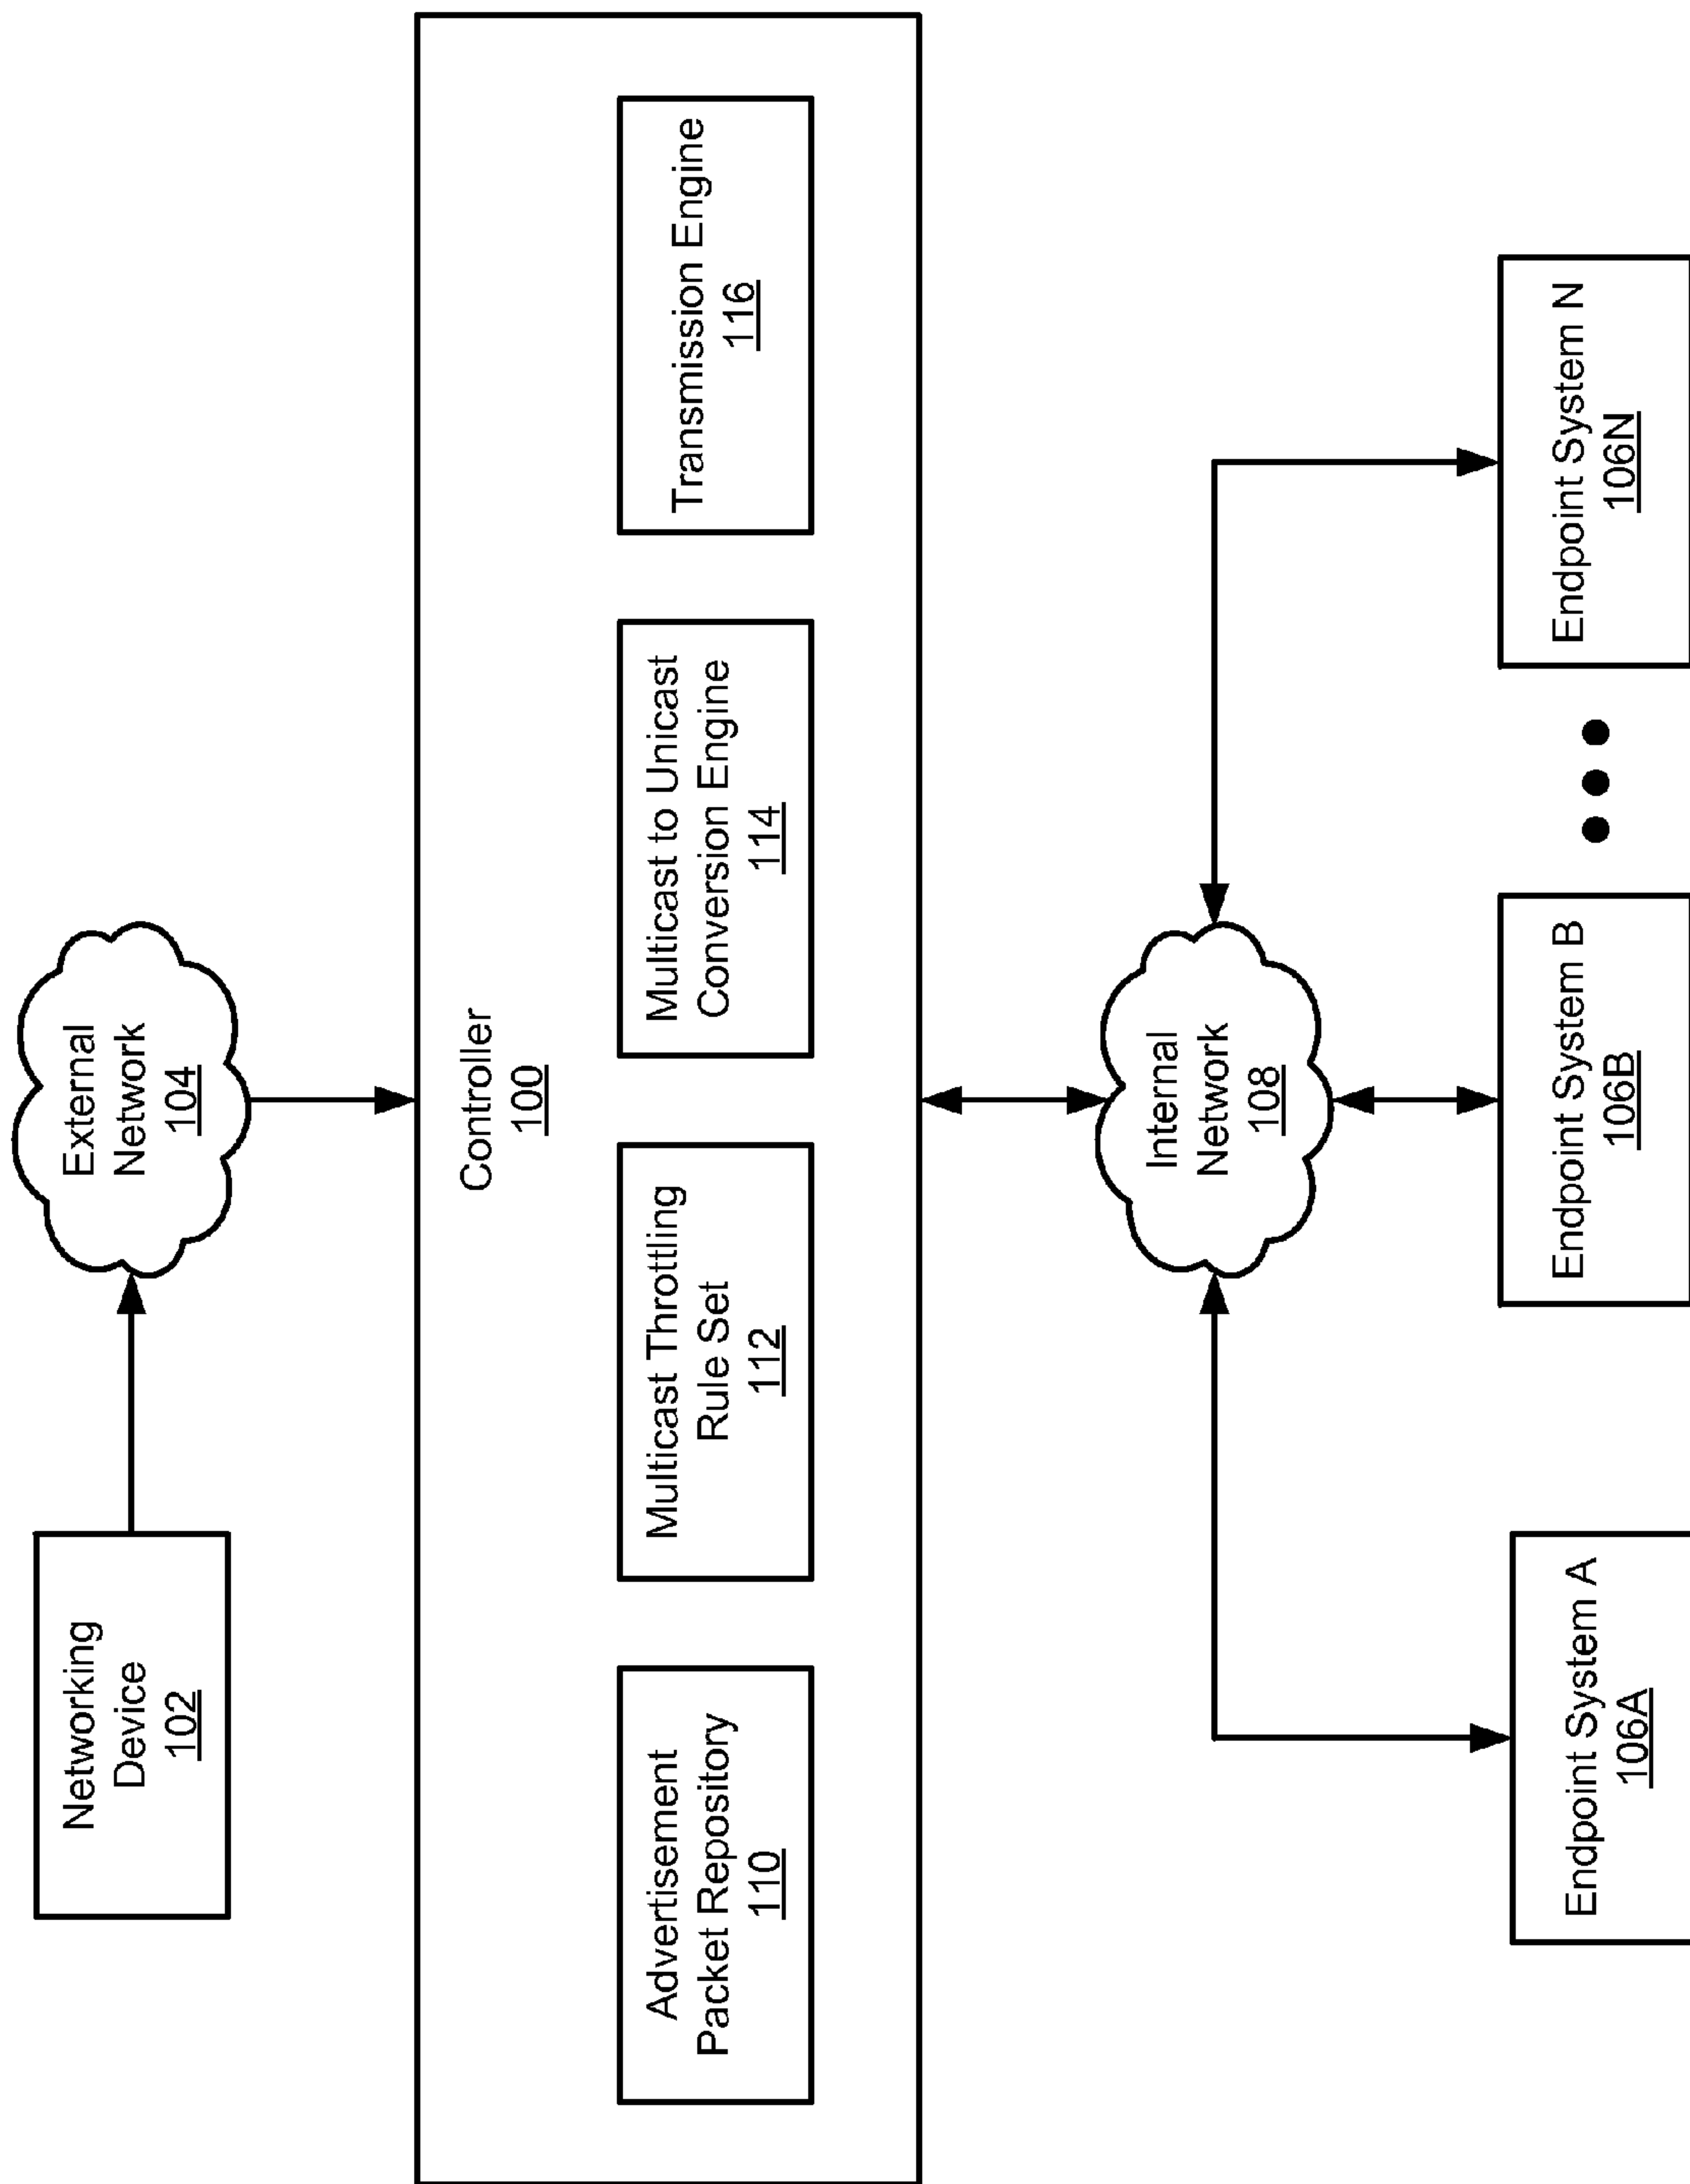 Networking
Device
102
External
Network
104
Controller
100
Advertisement
Packet Repository
110
Multicast Throttling
Rule Set
112
Multicast to Unicast
Conversion Engine
114
Transmission Engine
116
Internal
Network
108
Endpoint System A
106A
Endpoint System B
106B
Endpoint System N
106N